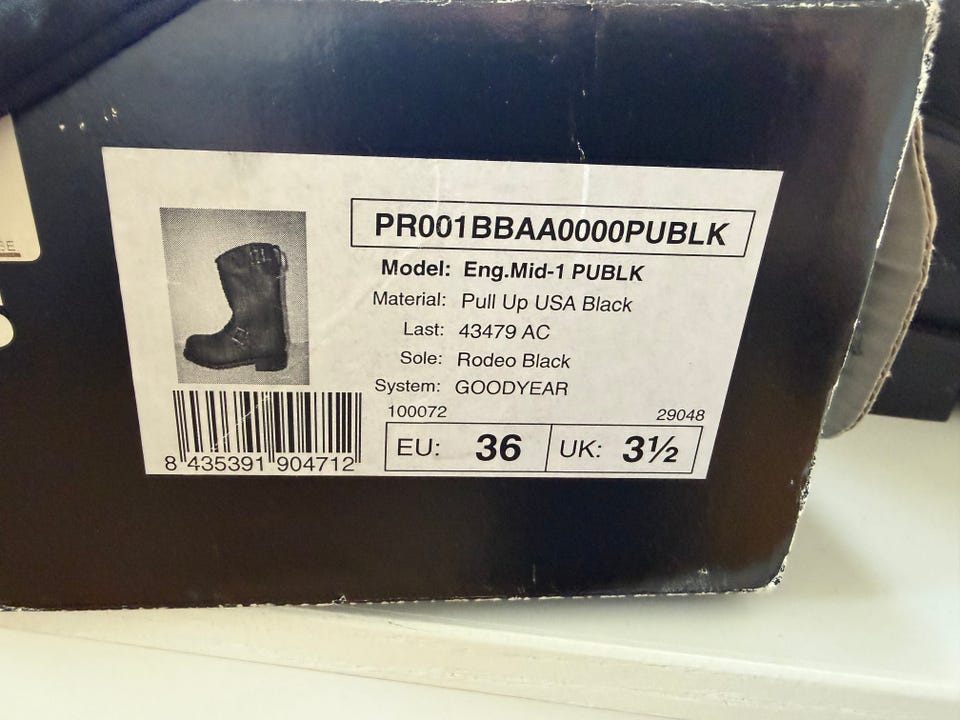 PR001BBAA0000PUBLK
Model: Eng.Mid-1 PUBLK
Material: Pull Up USA Black
Last: 43479 AC
Sole: Rodeo Black
System: GOODYEAR
100072 29048
EU: 36 UK: 3½
8 435391 904712